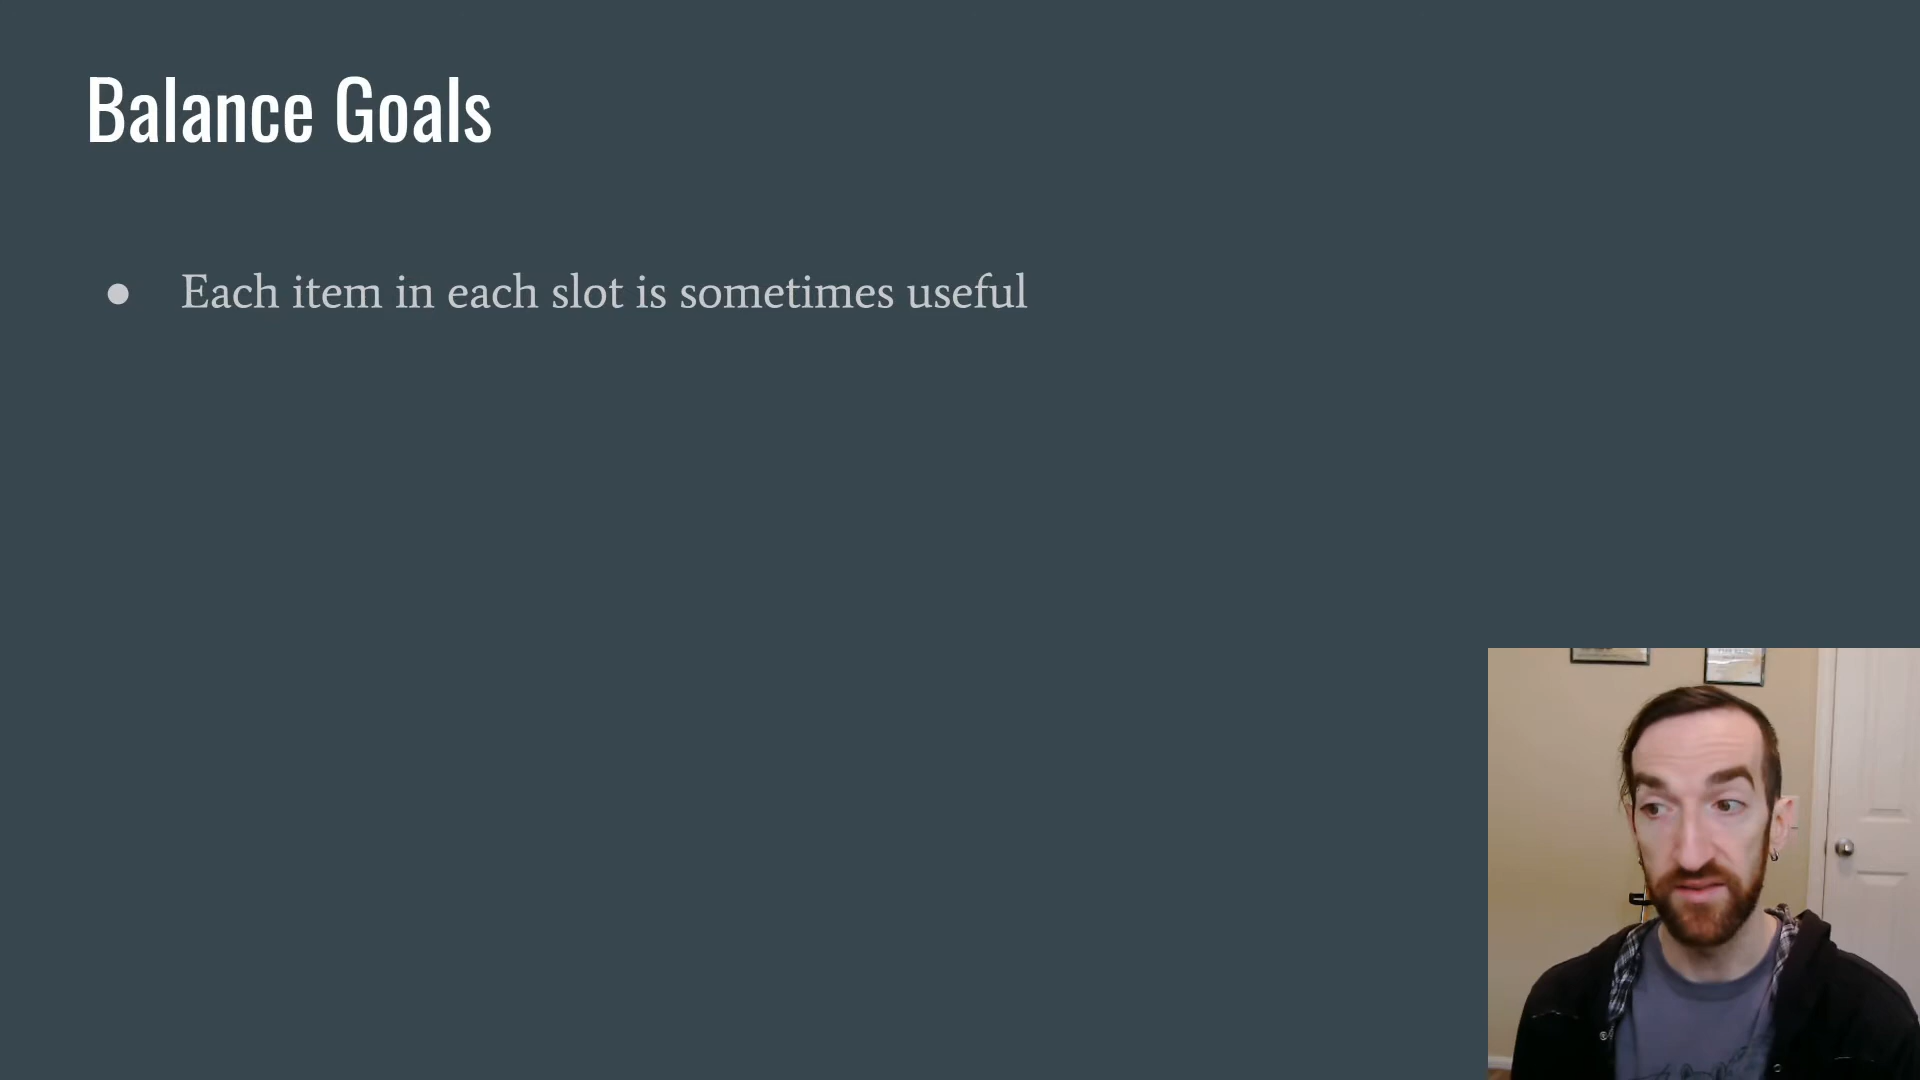 Balance Goals
● Each item in each slot is sometimes useful